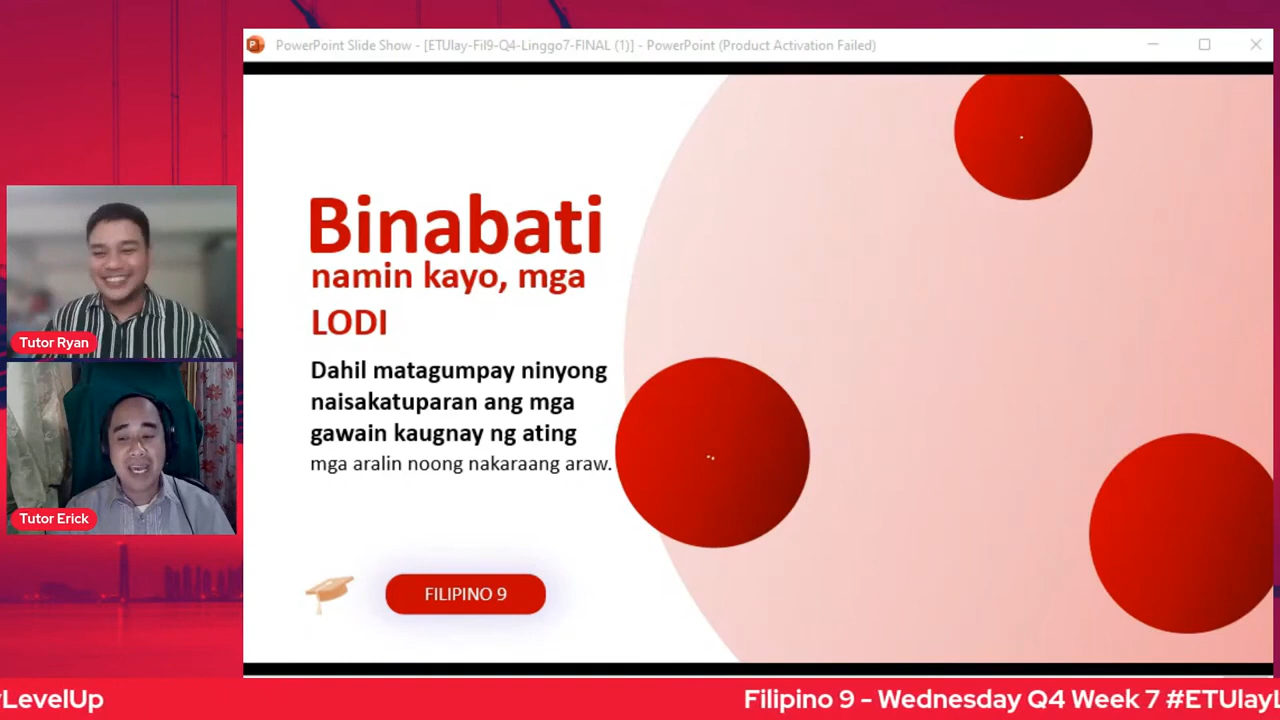 PowerPoint Slide Show - [ETUlay-Fil9-Q4-Linggo7-FINAL (1)] - PowerPoint (Product Activation Failed)
Binabati
namin kayo, mga
LODI
Dahil matagumpay ninyong
naisakatuparan ang mga
gawain kaugnay ng ating
mga aralin noong nakaraang araw.
FILIPINO 9
Tutor Ryan
Tutor Erick
yLevelUp
Filipino 9 - Wednesday Q4 Week 7 #ETUlayL